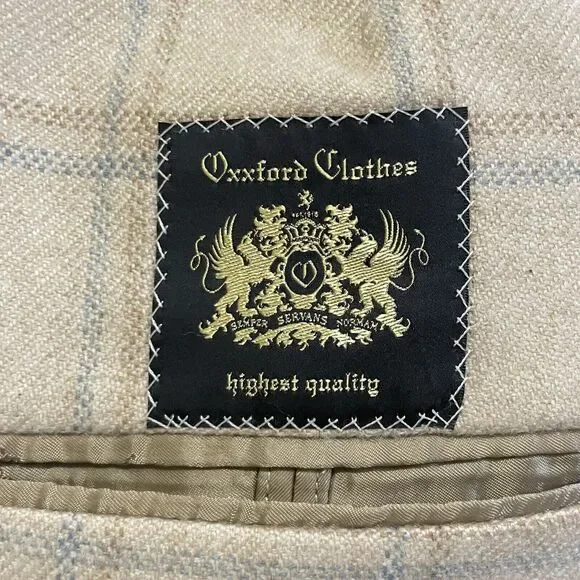 Oxxford Clothes
EST. 1916
O
SEMPER SERVANS NORMAM
highest quality